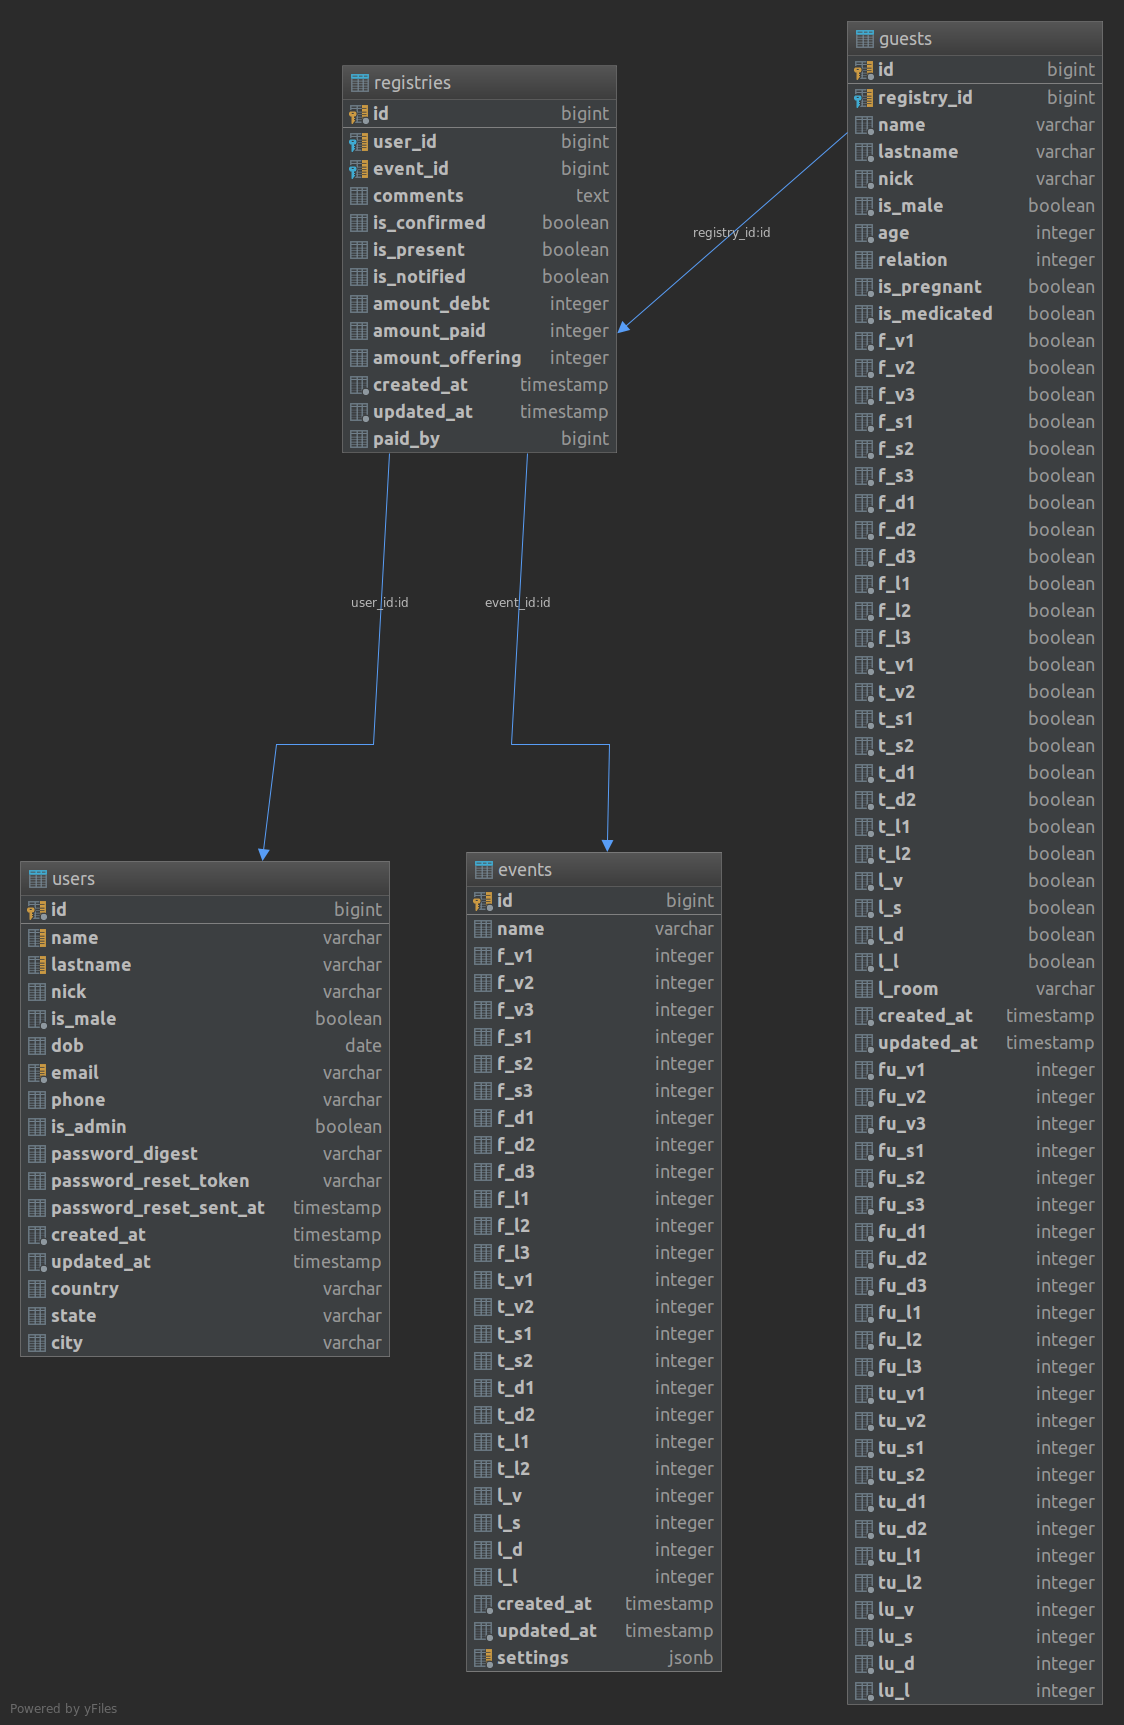 registries
id bigint
user_id bigint
event_id bigint
comments text
is_confirmed boolean
is_present boolean
is_notified boolean
amount_debt integer
amount_paid integer
amount_offering integer
created_at timestamp
updated_at timestamp
paid_by bigint
guests
id bigint
registry_id bigint
name varchar
lastname varchar
nick varchar
is_male boolean
age integer
relation integer
is_pregnant boolean
is_medicated boolean
f_v1 boolean
f_v2 boolean
f_v3 boolean
f_s1 boolean
f_s2 boolean
f_s3 boolean
f_d1 boolean
f_d2 boolean
f_d3 boolean
f_l1 boolean
f_l2 boolean
f_l3 boolean
t_v1 boolean
t_v2 boolean
t_s1 boolean
t_s2 boolean
t_d1 boolean
t_d2 boolean
t_l1 boolean
t_l2 boolean
l_v boolean
l_s boolean
l_d boolean
l_l boolean
l_room varchar
created_at timestamp
updated_at timestamp
fu_v1 integer
fu_v2 integer
fu_v3 integer
fu_s1 integer
fu_s2 integer
fu_s3 integer
fu_d1 integer
fu_d2 integer
fu_d3 integer
fu_l1 integer
fu_l2 integer
fu_l3 integer
tu_v1 integer
tu_v2 integer
tu_s1 integer
tu_s2 integer
tu_d1 integer
tu_d2 integer
tu_l1 integer
tu_l2 integer
lu_v integer
lu_s integer
lu_d integer
lu_l integer
registry_id:id
user_id:id
event_id:id
users
id bigint
name varchar
lastname varchar
nick varchar
is_male boolean
dob date
email varchar
phone varchar
is_admin boolean
password_digest varchar
password_reset_token varchar
password_reset_sent_at timestamp
created_at timestamp
updated_at timestamp
country varchar
state varchar
city varchar
events
id bigint
name varchar
f_v1 integer
f_v2 integer
f_v3 integer
f_s1 integer
f_s2 integer
f_s3 integer
f_d1 integer
f_d2 integer
f_d3 integer
f_l1 integer
f_l2 integer
f_l3 integer
t_v1 integer
t_v2 integer
t_s1 integer
t_s2 integer
t_d1 integer
t_d2 integer
t_l1 integer
t_l2 integer
l_v integer
l_s integer
l_d integer
l_l integer
created_at timestamp
updated_at timestamp
settings jsonb
Powered by yFiles